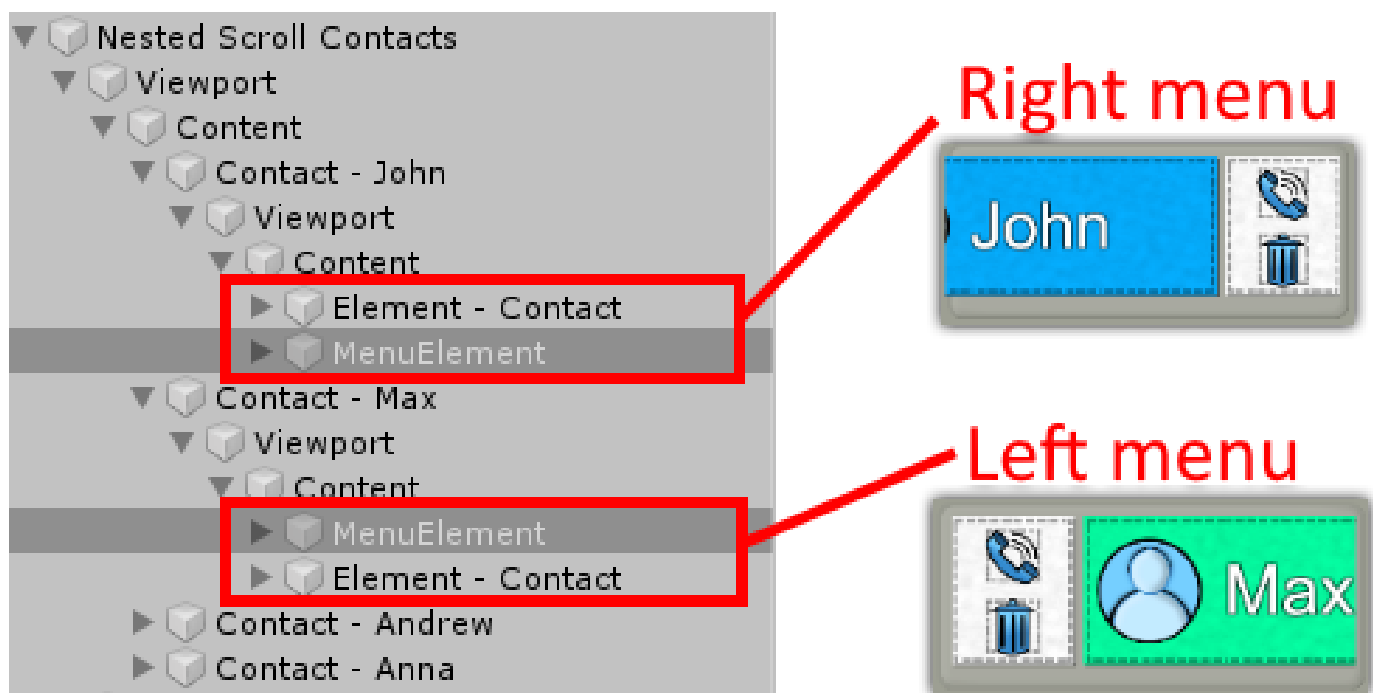 Nested Scroll Contacts
Viewport
Content
Contact - John
Viewport
Content
Element - Contact
MenuElement
Contact - Max
Viewport
Content
MenuElement
Element - Contact
Contact - Andrew
Contact - Anna
Right menu
John
Left menu
Max